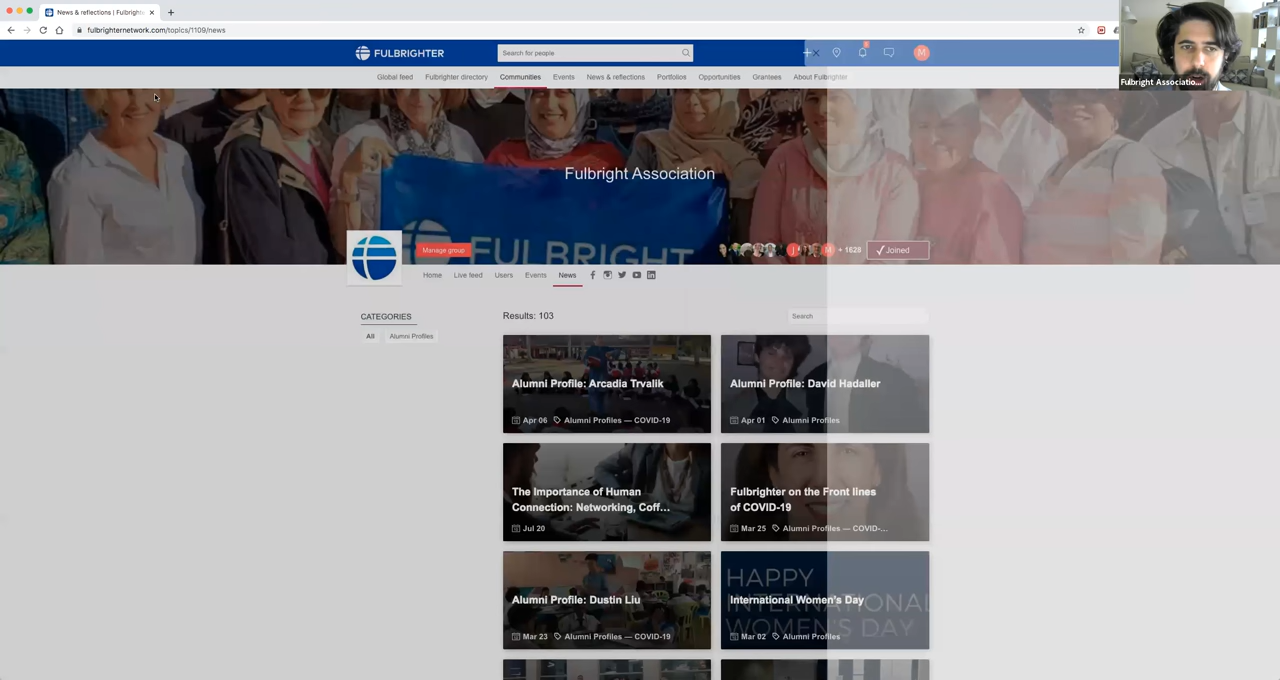 News & reflections | Fulbright
fulbrighternetwork.com/topics/1109/news
FULBRIGHTER
Search for people
M
Fulbright Associatio...
Global feed
Fulbrighter directory
Communities
Events
News & reflections
Portfolios
Opportunities
Grantees
About Fulbrighter
Fulbright Association
FULBRIGHT
Manage group
J
M
+ 1628
Joined
Home
Live feed
Users
Events
News
CATEGORIES
All
Alumni Profiles
Results: 103
Search
Alumni Profile: Arcadia Trvalik
Apr 06
Alumni Profiles — COVID-19
Alumni Profile: David Hadaller
Apr 01
Alumni Profiles
The Importance of Human
Connection: Networking, Coff...
Jul 20
Fulbrighter on the Front lines
of COVID-19
Mar 25
Alumni Profiles — COVID-...
Alumni Profile: Dustin Liu
Mar 23
Alumni Profiles — COVID-19
HAPPY
INTERNATIONAL
WOMEN'S DAY
International Women's Day
Mar 02
Alumni Profiles